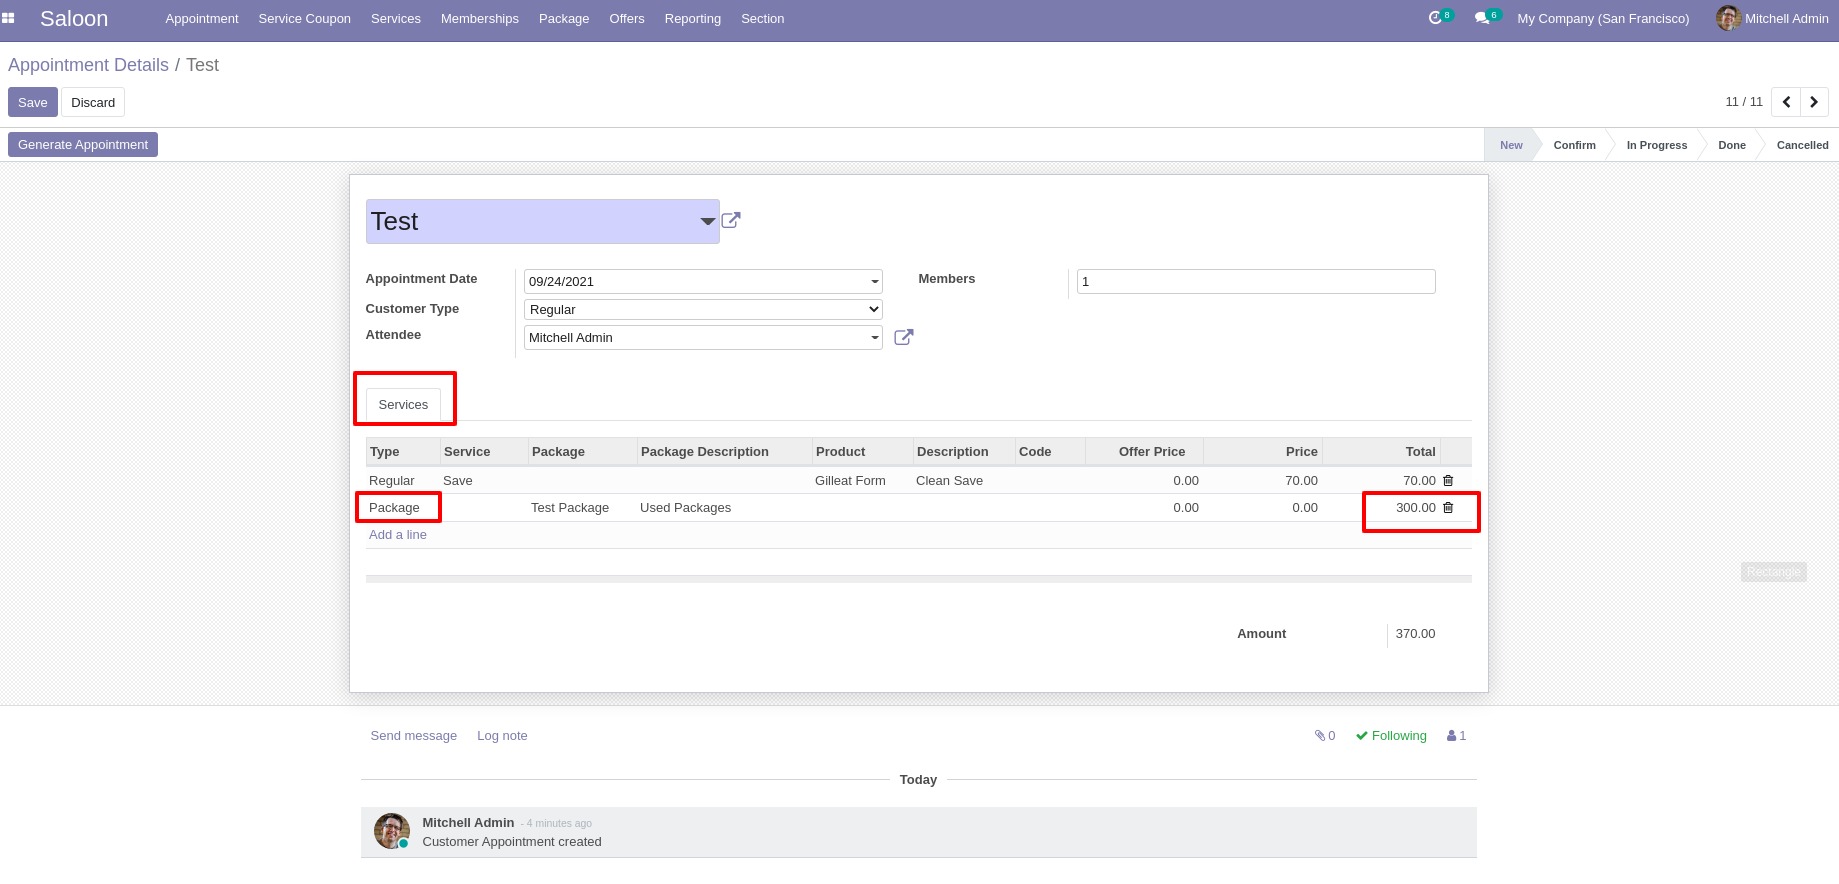 Saloon Appointment Service Coupon Services Memberships Package Offers Reporting Section 8 6 My Company (San Francisco) Mitchell Admin
Appointment Details / Test
Save Discard 11 / 11
Generate Appointment New Confirm In Progress Done Cancelled
Test
Appointment Date 09/24/2021 Members 1
Customer Type Regular
Attendee Mitchell Admin
Services
Type Service Package Package Description Product Description Code Offer Price Price Total
Regular Save Gilleat Form Clean Save 0.00 70.00 70.00
Package Test Package Used Packages 0.00 0.00 300.00
Add a line
Rectangle
Amount 370.00
Send message Log note 0 Following 1
Today
Mitchell Admin - 4 minutes ago
Customer Appointment created